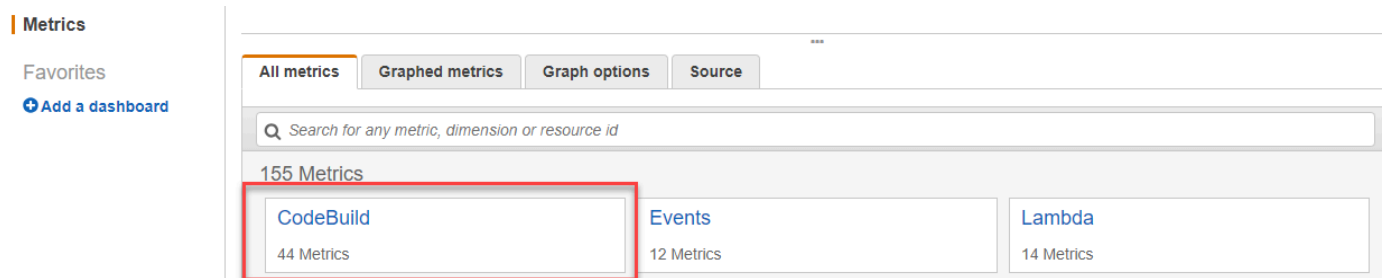 Metrics
Favorites
Add a dashboard
All metrics Graphed metrics Graph options Source
Search for any metric, dimension or resource id
155 Metrics
CodeBuild Events Lambda
44 Metrics 12 Metrics 14 Metrics